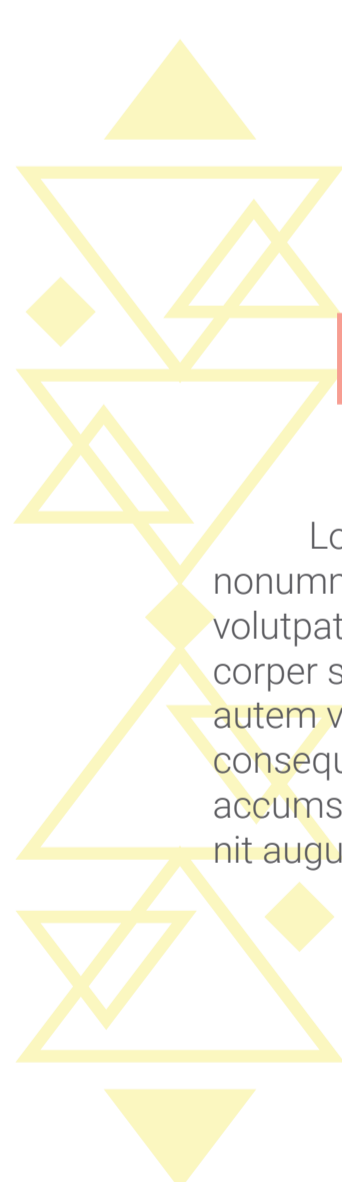 Lo
nonumn
volutpat
corper s
autem v
consequ
accums
nit augu